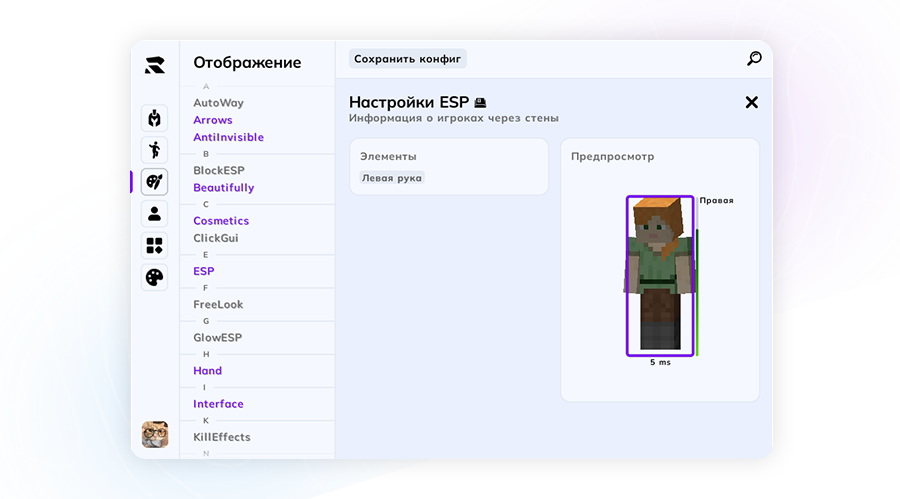 Отображение
A
AutoWay
Arrows
AntiInvisible
B
BlockESP
Beautifully
C
Cosmetics
ClickGui
E
ESP
F
FreeLook
G
GlowESP
H
Hand
I
Interface
K
KillEffects
N
Сохранить конфиг
Настройки ESP
Информация о игроках через стены
Элементы
Левая рука
Предпросмотр
Правая
5 ms